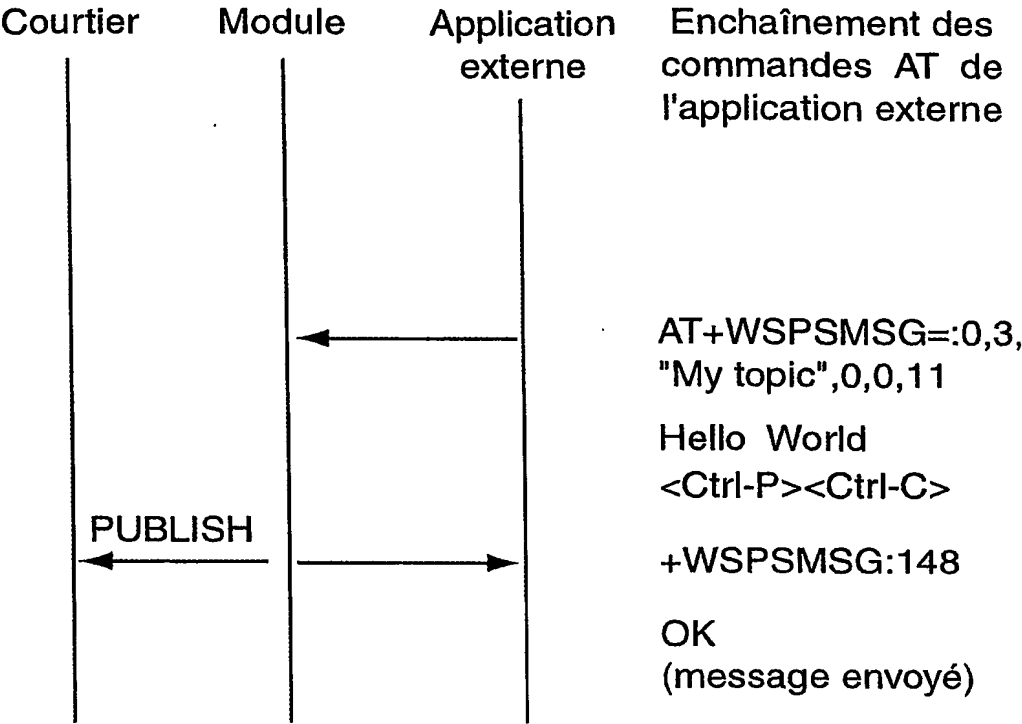 Courtier
Module
Application
externe
Enchaînement des
commandes AT de
l'application externe
AT+WSPSMSG=:0,3,
"My topic",0,0,11
Hello World
<Ctrl-P><Ctrl-C>
PUBLISH
+WSPSMSG:148
OK
(message envoyé)